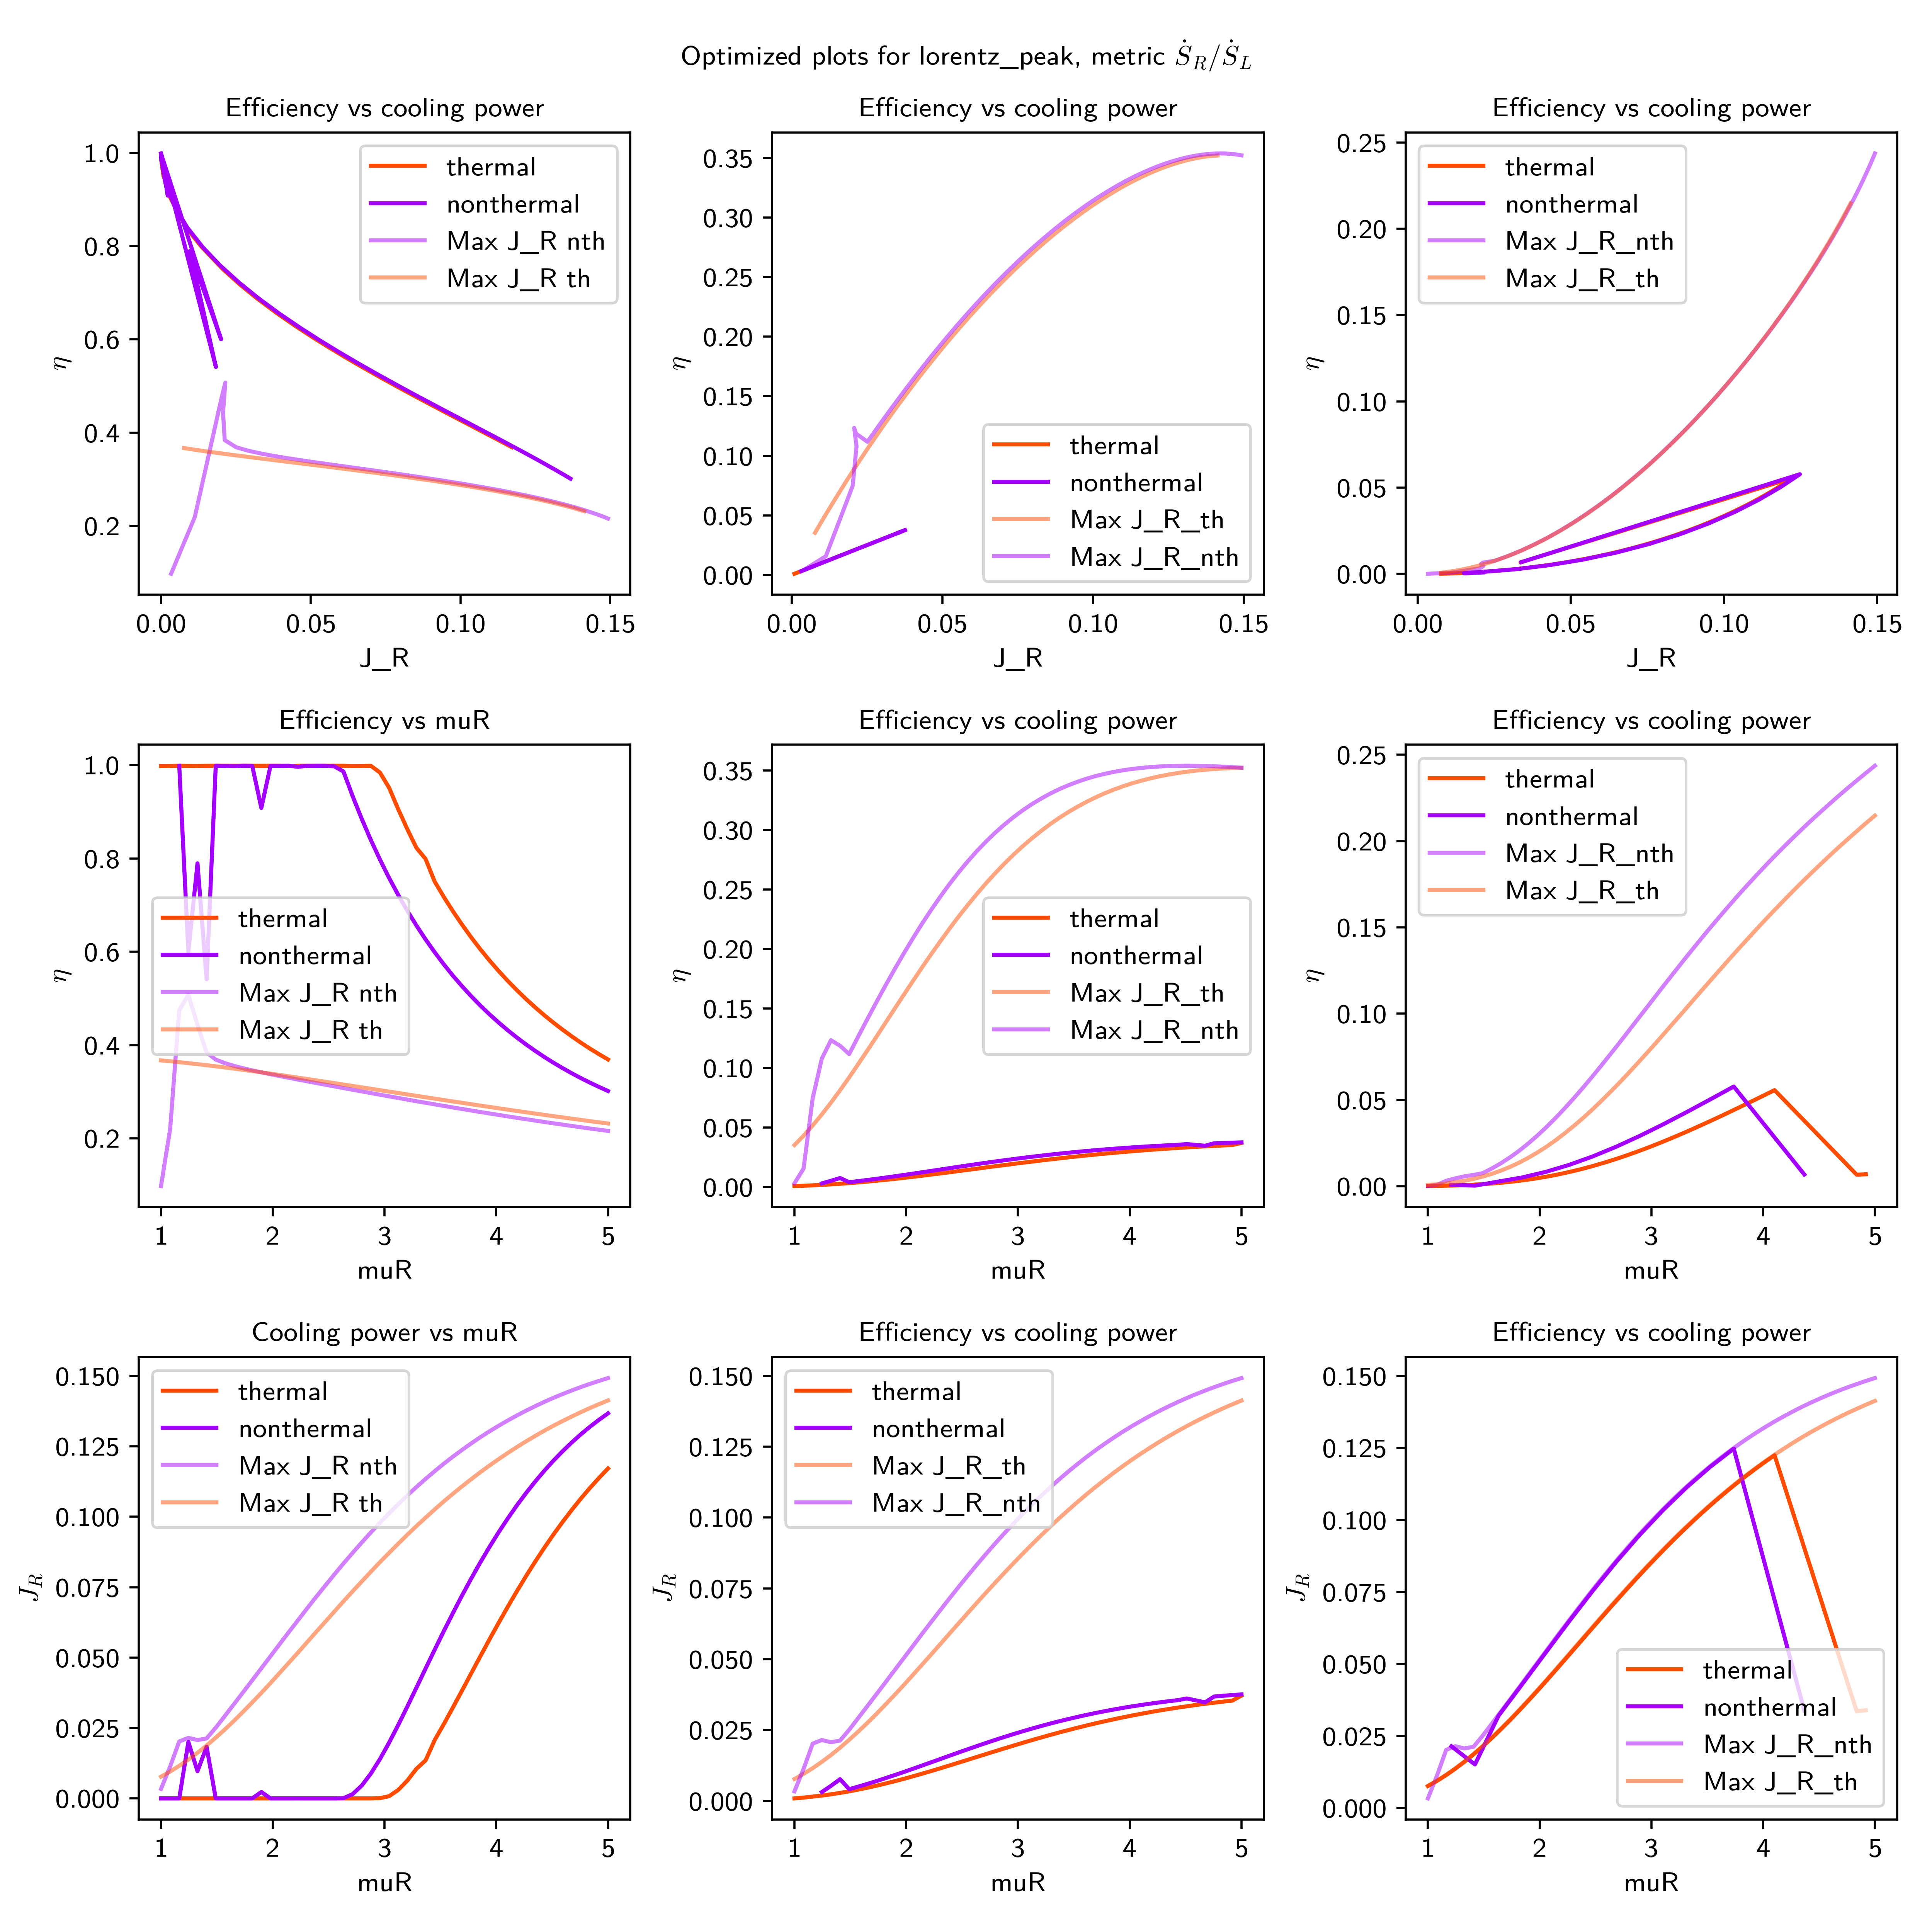 Optimized plots for lorentz_peak, metric Ṡ_R/Ṡ_L
Efficiency vs cooling power
1.0
0.8
0.6
0.4
0.2
η
0.00 0.05 0.10 0.15
J_R
thermal
nonthermal
Max J_R nth
Max J_R th
Efficiency vs cooling power
0.35
0.30
0.25
0.20
0.15
0.10
0.05
0.00
η
0.00 0.05 0.10 0.15
J_R
thermal
nonthermal
Max J_R_th
Max J_R_nth
Efficiency vs cooling power
0.25
0.20
0.15
0.10
0.05
0.00
η
0.00 0.05 0.10 0.15
J_R
thermal
nonthermal
Max J_R_nth
Max J_R_th
Efficiency vs muR
1.0
0.8
0.6
0.4
0.2
η
1 2 3 4 5
muR
thermal
nonthermal
Max J_R nth
Max J_R th
Efficiency vs cooling power
0.35
0.30
0.25
0.20
0.15
0.10
0.05
0.00
η
1 2 3 4 5
muR
thermal
nonthermal
Max J_R_th
Max J_R_nth
Efficiency vs cooling power
0.25
0.20
0.15
0.10
0.05
0.00
η
1 2 3 4 5
muR
thermal
nonthermal
Max J_R_nth
Max J_R_th
Cooling power vs muR
0.150
0.125
0.100
0.075
0.050
0.025
0.000
J_R
1 2 3 4 5
muR
thermal
nonthermal
Max J_R nth
Max J_R th
Efficiency vs cooling power
0.150
0.125
0.100
0.075
0.050
0.025
0.000
J_R
1 2 3 4 5
muR
thermal
nonthermal
Max J_R_th
Max J_R_nth
Efficiency vs cooling power
0.150
0.125
0.100
0.075
0.050
0.025
0.000
J_R
1 2 3 4 5
muR
thermal
nonthermal
Max J_R_nth
Max J_R_th